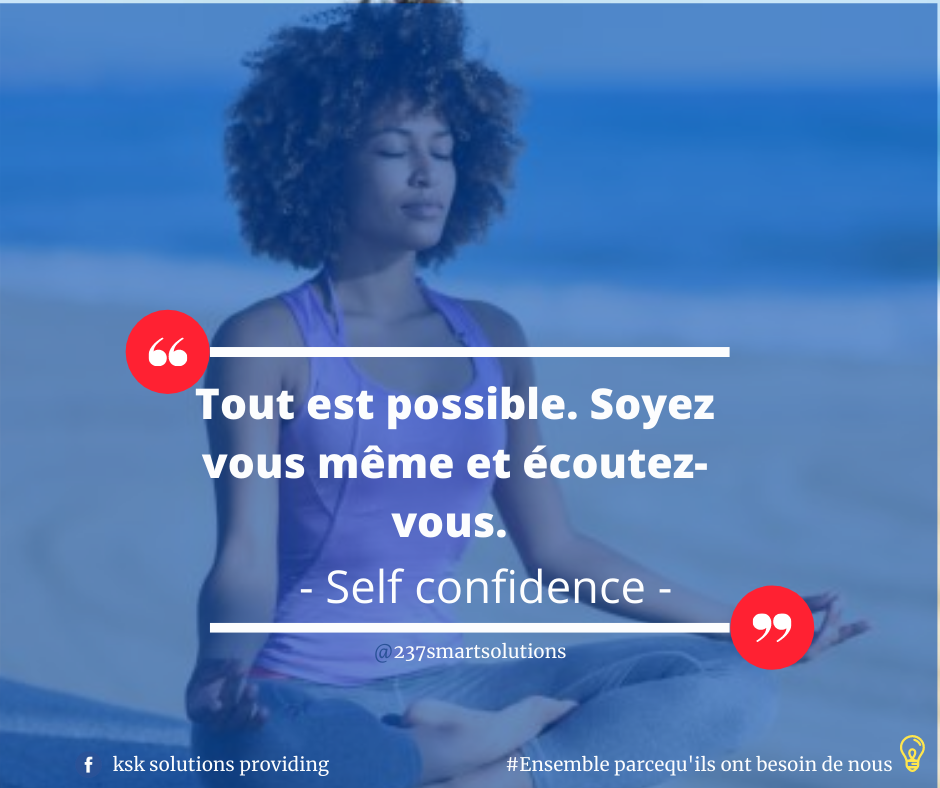 ❝
Tout est possible. Soyez
vous même et écoutez-
vous.
- Self confidence -
❞
@237smartsolutions
f ksk solutions providing
#Ensemble parcequ'ils ont besoin de nous